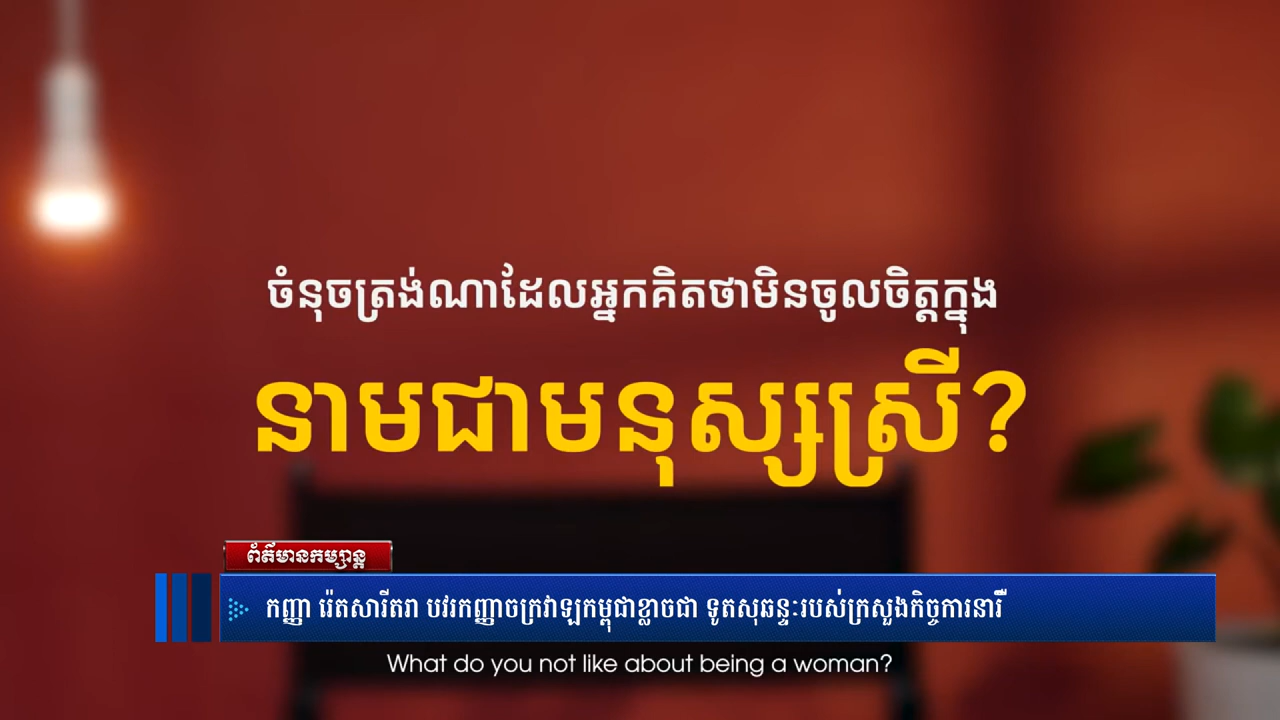 ចំនុចត្រង់ណាដែលអ្នកគិតថាមិនចូលចិត្តក្នុង
នាមជាមនុស្សស្រី?
ព័ត៌មានកម្សាន្ត
កញ្ញា រ៉េតសារីតរា បវរកញ្ញាចក្រវាឡកម្ពុជាខ្លាចជា ទូតសុឆន្ទៈរបស់ក្រសួងកិច្ចការនារី
What do you not like about being a woman?